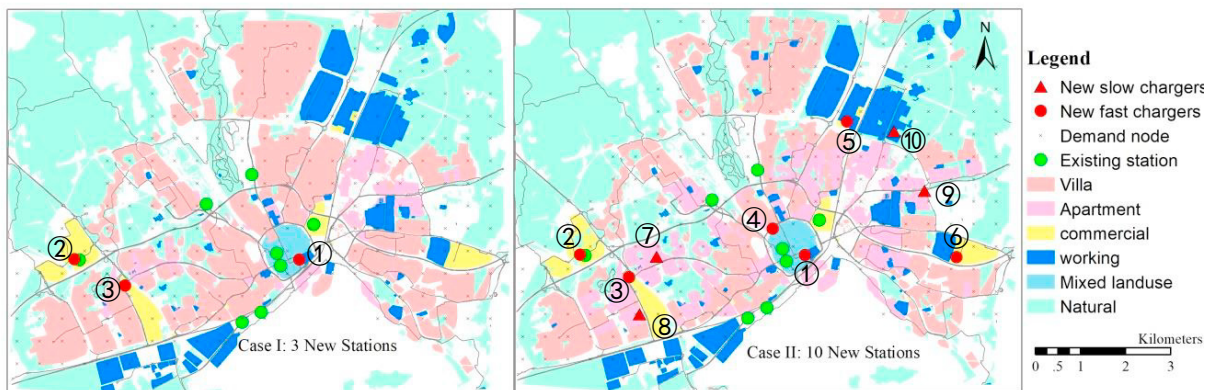 ②
③
①
Case I: 3 New Stations
N
⑤
⑩
④
②
⑦
⑥
③
①
⑧
Case II: 10 New Stations
Legend
New slow chargers
New fast chargers
Demand node
Existing station
Villa
Apartment
commercial
working
Mixed landuse
Natural
Kilometers
0 .5 1 2 3